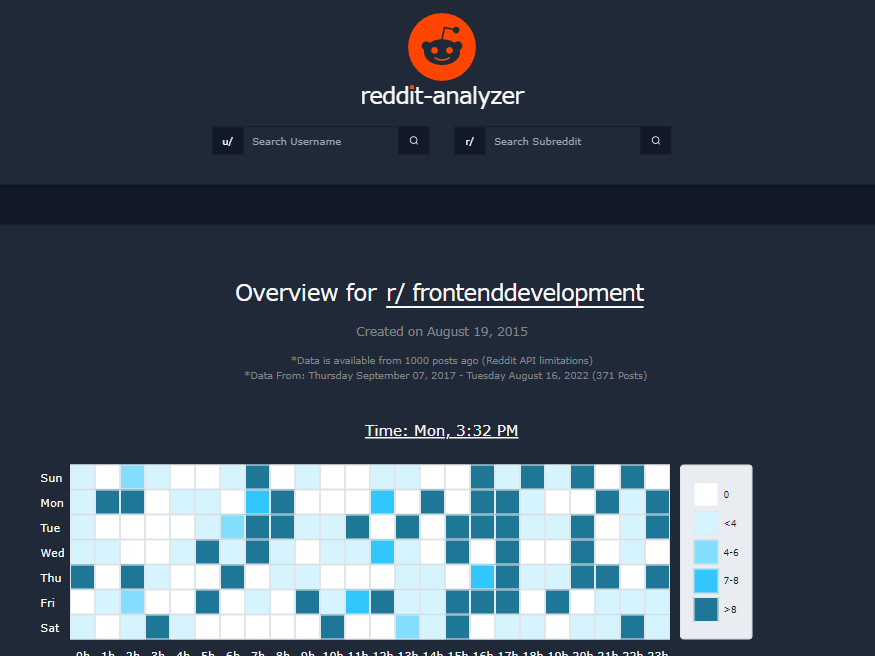 reddit-analyzer
u/ Search Username r/ Search Subreddit
Overview for r/ frontenddevelopment
Created on August 19, 2015
*Data is available from 1000 posts ago (Reddit API limitations)
*Data From: Thursday September 07, 2017 - Tuesday August 16, 2022 (371 Posts)
Time: Mon, 3:32 PM
Sun
Mon
Tue
Wed
Thu
Fri
Sat
0
<4
4-6
7-8
>8
0h 1h 2h 3h 4h 5h 6h 7h 8h 9h 10h 11h 12h 13h 14h 15h 16h 17h 18h 19h 20h 21h 22h 23h